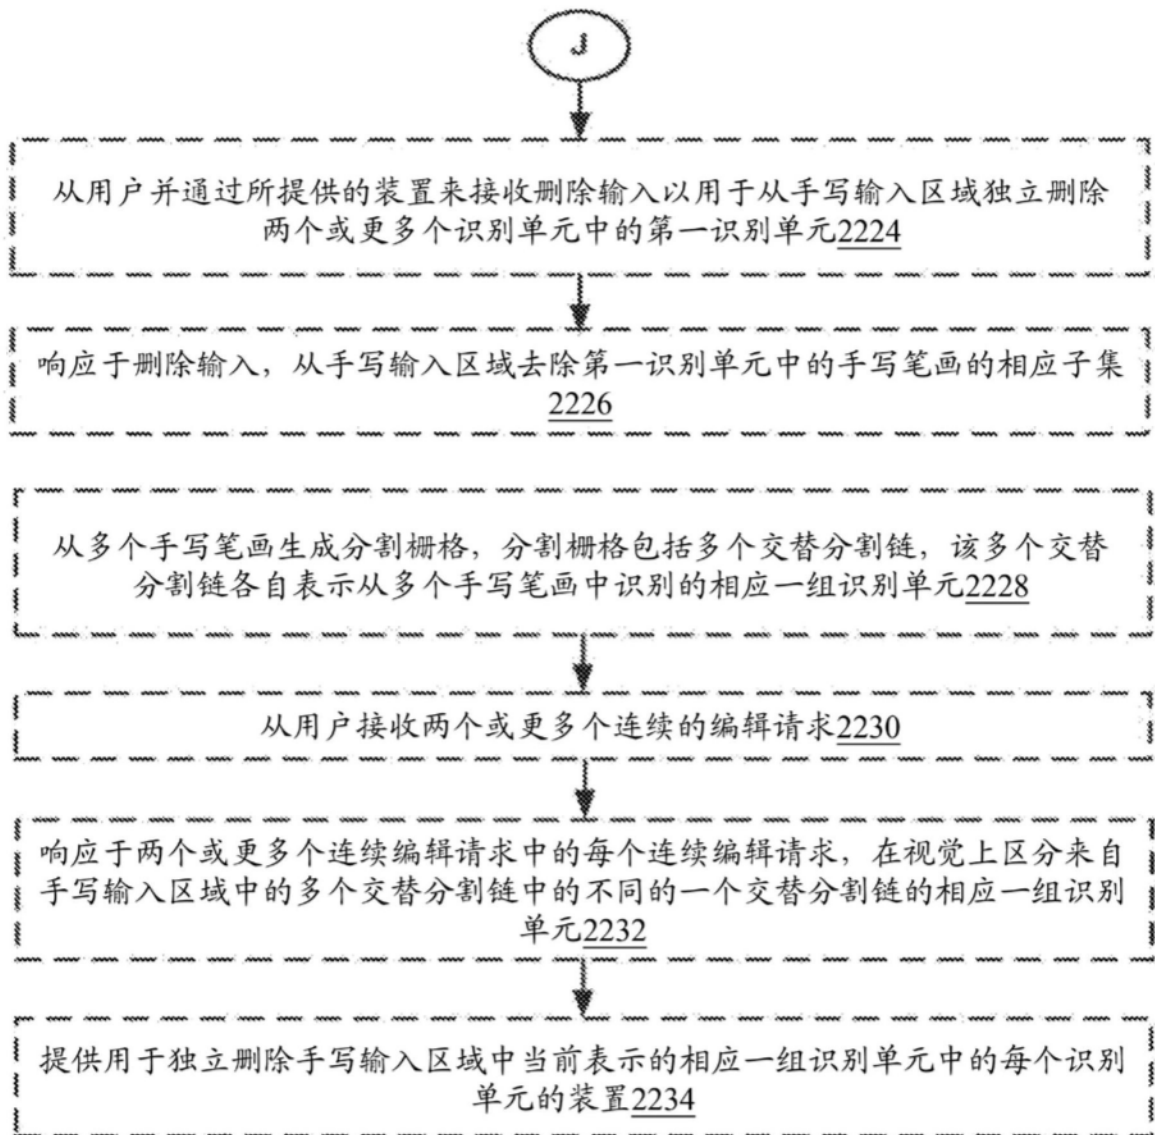 J
从用户并通过所提供的装置来接收删除输入以用于从手写输入区域独立删除
两个或更多个识别单元中的第一识别单元2224
响应于删除输入，从手写输入区域去除第一识别单元中的手写笔画的相应子集
2226
从多个手写笔画生成分割栅格，分割栅格包括多个交替分割链，该多个交替
分割链各自表示从多个手写笔画中识别的相应一组识别单元2228
从用户接收两个或更多个连续的编辑请求2230
响应于两个或更多个连续编辑请求中的每个连续编辑请求，在视觉上区分来自
手写输入区域中的多个交替分割链中的不同的一个交替分割链的相应一组识别
单元2232
提供用于独立删除手写输入区域中当前表示的相应一组识别单元中的每个识别
单元的装置2234